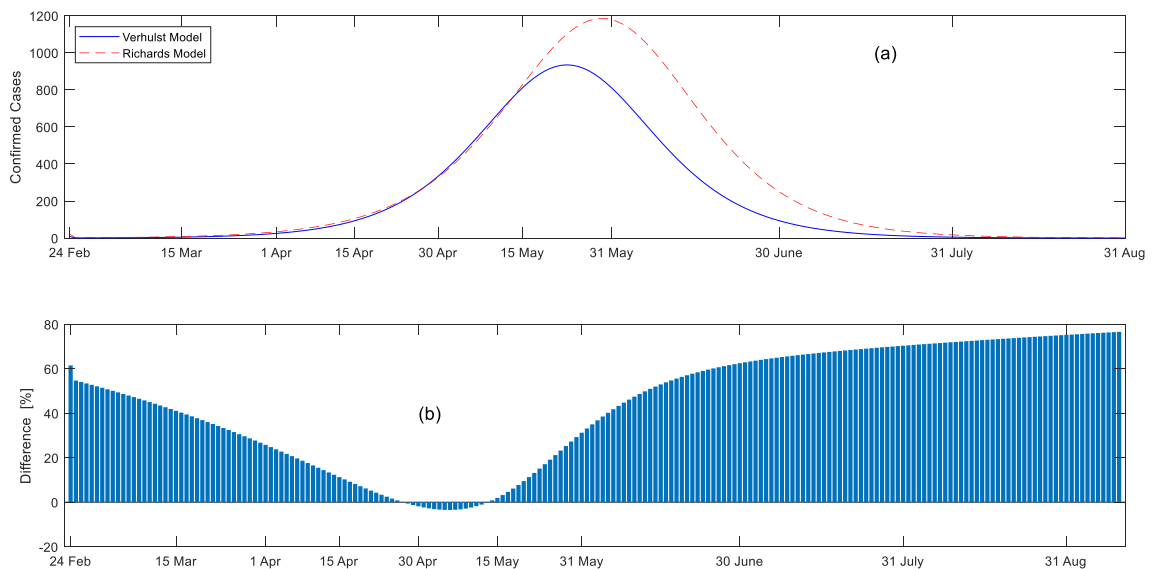 1200
1000
800
600
400
200
0
Confirmed Cases
Verhulst Model
Richards Model
(a)
24 Feb 15 Mar 1 Apr 15 Apr 30 Apr 15 May 31 May 30 June 31 July 31 Aug
80
60
40
20
0
-20
Difference [%]
(b)
24 Feb 15 Mar 1 Apr 15 Apr 30 Apr 15 May 31 May 30 June 31 July 31 Aug